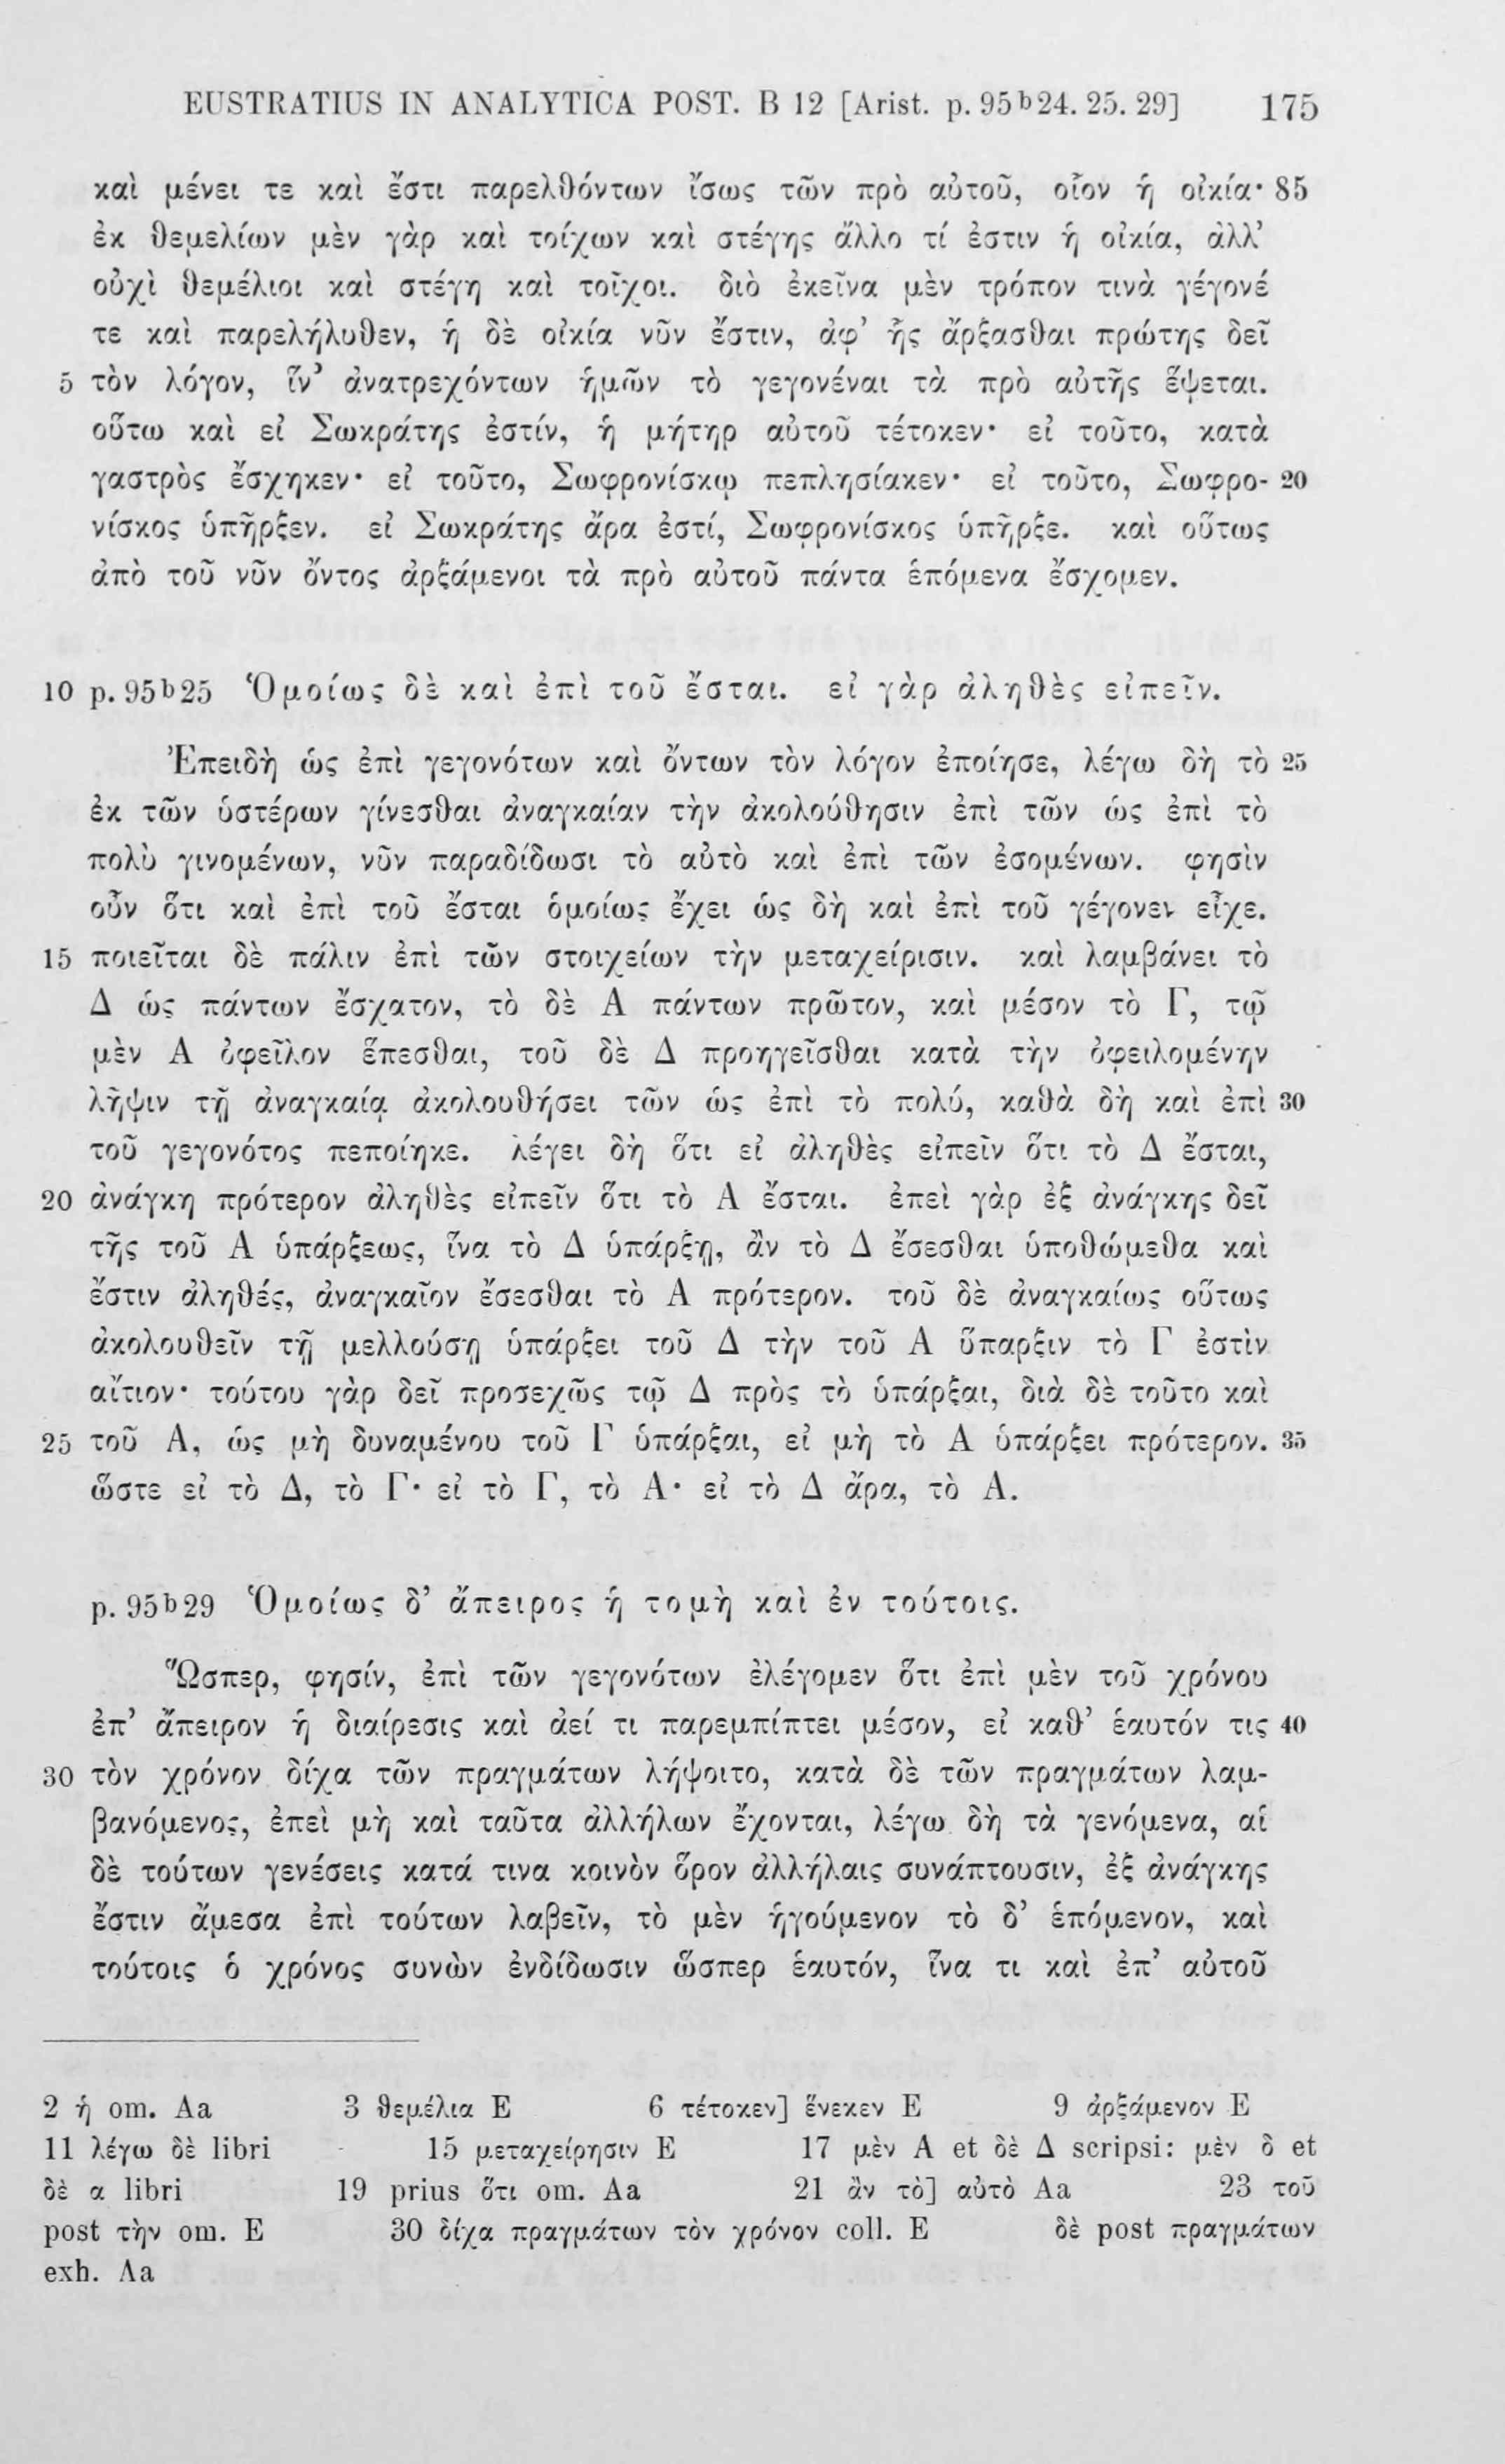 EUSTRATIUS IN ANALYTICA POST. B 12 [Arist. p. 95b24. 25. 29] 175
καὶ μένει τε καὶ ἔστι παρελθόντων ἴσως τῶν πρὸ αὐτοῦ, οἷον ἡ οἰκία· 85
ἐκ θεμελίων μὲν γὰρ καὶ τοίχων καὶ στέγης ἄλλο τί ἐστιν ἡ οἰκία, ἀλλ’
οὐχὶ θεμέλιοι καὶ στέγη καὶ τοῖχοι. διὸ ἐκεῖνα μὲν τρόπον τινὰ γέγονέ
τε καὶ παρελήλυθεν, ἡ δὲ οἰκία νῦν ἔστιν, ἀφ’ ἧς ἄρξασθαι πρώτης δεῖ
5 τὸν λόγον, ἵν’ ἀνατρεχόντων ἡμῶν τὸ γεγονέναι τὰ πρὸ αὐτῆς ἕψεται.
οὕτω καὶ εἰ Σωκράτης ἐστίν, ἡ μήτηρ αὐτοῦ τέτοκεν· εἰ τοῦτο, κατὰ
γαστρὸς ἔσχηκεν· εἰ τοῦτο, Σωφρονίσκῳ πεπλησίακεν· εἰ τοῦτο, Σωφρο- 20
νίσκος ὑπῆρξεν. εἰ Σωκράτης ἄρα ἐστί, Σωφρονίσκος ὑπῆρξε. καὶ οὕτως
ἀπὸ τοῦ νῦν ὄντος ἀρξάμενοι τὰ πρὸ αὐτοῦ πάντα ἑπόμενα ἔσχομεν.
10 p. 95b25 Ὁμοίως δὲ καὶ ἐπὶ τοῦ ἔσται. εἰ γὰρ ἀληθὲς εἰπεῖν.
Ἐπειδὴ ὡς ἐπὶ γεγονότων καὶ ὄντων τὸν λόγον ἐποίησε, λέγω δὴ τὸ 25
ἐκ τῶν ὑστέρων γίνεσθαι ἀναγκαίαν τὴν ἀκολούθησιν ἐπὶ τῶν ὡς ἐπὶ τὸ
πολὺ γινομένων, νῦν παραδίδωσι τὸ αὐτὸ καὶ ἐπὶ τῶν ἐσομένων. φησὶν
οὖν ὅτι καὶ ἐπὶ τοῦ ἔσται ὁμοίως ἔχει ὡς δὴ καὶ ἐπὶ τοῦ γέγονεν εἶχε.
15 ποιεῖται δὲ πάλιν ἐπὶ τῶν στοιχείων τὴν μεταχείρισιν. καὶ λαμβάνει τὸ
Δ ὡς πάντων ἔσχατον, τὸ δὲ Α πάντων πρῶτον, καὶ μέσον τὸ Γ, τῷ
μὲν Α ὀφεῖλον ἕπεσθαι, τοῦ δὲ Δ προηγεῖσθαι κατὰ τὴν ὀφειλομένην
λῆψιν τῇ ἀναγκαίᾳ ἀκολουθήσει τῶν ὡς ἐπὶ τὸ πολύ, καθὰ δὴ καὶ ἐπὶ 30
τοῦ γεγονότος πεποίηκε. λέγει δὴ ὅτι εἰ ἀληθὲς εἰπεῖν ὅτι τὸ Δ ἔσται,
20 ἀνάγκη πρότερον ἀληθὲς εἰπεῖν ὅτι τὸ Α ἔσται. ἐπεὶ γὰρ ἐξ ἀνάγκης δεῖ
τῆς τοῦ Α ὑπάρξεως, ἵνα τὸ Δ ὑπάρξῃ, ἂν τὸ Δ ἔσεσθαι ὑποθώμεθα καὶ
ἔστιν ἀληθές, ἀναγκαῖον ἔσεσθαι τὸ Α πρότερον. τοῦ δὲ ἀναγκαίως οὕτως
ἀκολουθεῖν τῇ μελλούσῃ ὑπάρξει τοῦ Δ τὴν τοῦ Α ὕπαρξιν τὸ Γ ἐστὶν
αἴτιον· τούτου γὰρ δεῖ προσεχῶς τῷ Δ πρὸς τὸ ὑπάρξαι, διὰ δὲ τοῦτο καὶ
25 τοῦ Α, ὡς μὴ δυναμένου τοῦ Γ ὑπάρξαι, εἰ μὴ τὸ Α ὑπάρξει πρότερον. 35
ὥστε εἰ τὸ Δ, τὸ Γ· εἰ τὸ Γ, τὸ Α· εἰ τὸ Δ ἄρα, τὸ Α.
p. 95b29 Ὁμοίως δ’ ἄπειρος ἡ τομὴ καὶ ἐν τούτοις.
Ὥσπερ, φησίν, ἐπὶ τῶν γεγονότων ἐλέγομεν ὅτι ἐπὶ μὲν τοῦ χρόνου
ἐπ’ ἄπειρον ἡ διαίρεσις καὶ ἀεί τι παρεμπίπτει μέσον, εἰ καθ’ ἑαυτόν τις 40
30 τὸν χρόνον δίχα τῶν πραγμάτων λήψοιτο, κατὰ δὲ τῶν πραγμάτων λαμ-
βανόμενος, ἐπεὶ μὴ καὶ ταῦτα ἀλλήλων ἔχονται, λέγω δὴ τὰ γενόμενα, αἱ
δὲ τούτων γενέσεις κατά τινα κοινὸν ὅρον ἀλλήλαις συνάπτουσιν, ἐξ ἀνάγκης
ἔστιν ἄμεσα ἐπὶ τούτων λαβεῖν, τὸ μὲν ἡγούμενον τὸ δ’ ἑπόμενον, καὶ
τούτοις ὁ χρόνος συνὼν ἐνδίδωσιν ὥσπερ ἑαυτόν, ἵνα τι καὶ ἐπ’ αὐτοῦ
2 ἡ om. Aa 3 θεμέλια E 6 τέτοκεν] ἕνεκεν E 9 ἀρξάμενον E
11 λέγω δὲ libri 15 μεταχείρησιν E 17 μὲν Α et δὲ Δ scripsi: μὲν δ et
δὲ α libri 19 prius ὅτι om. Aa 21 ἂν τὸ] αὐτὸ Aa 23 τοῦ
post τὴν om. E 30 δίχα πραγμάτων τὸν χρόνον coll. E δὲ post πραγμάτων
exh. Aa